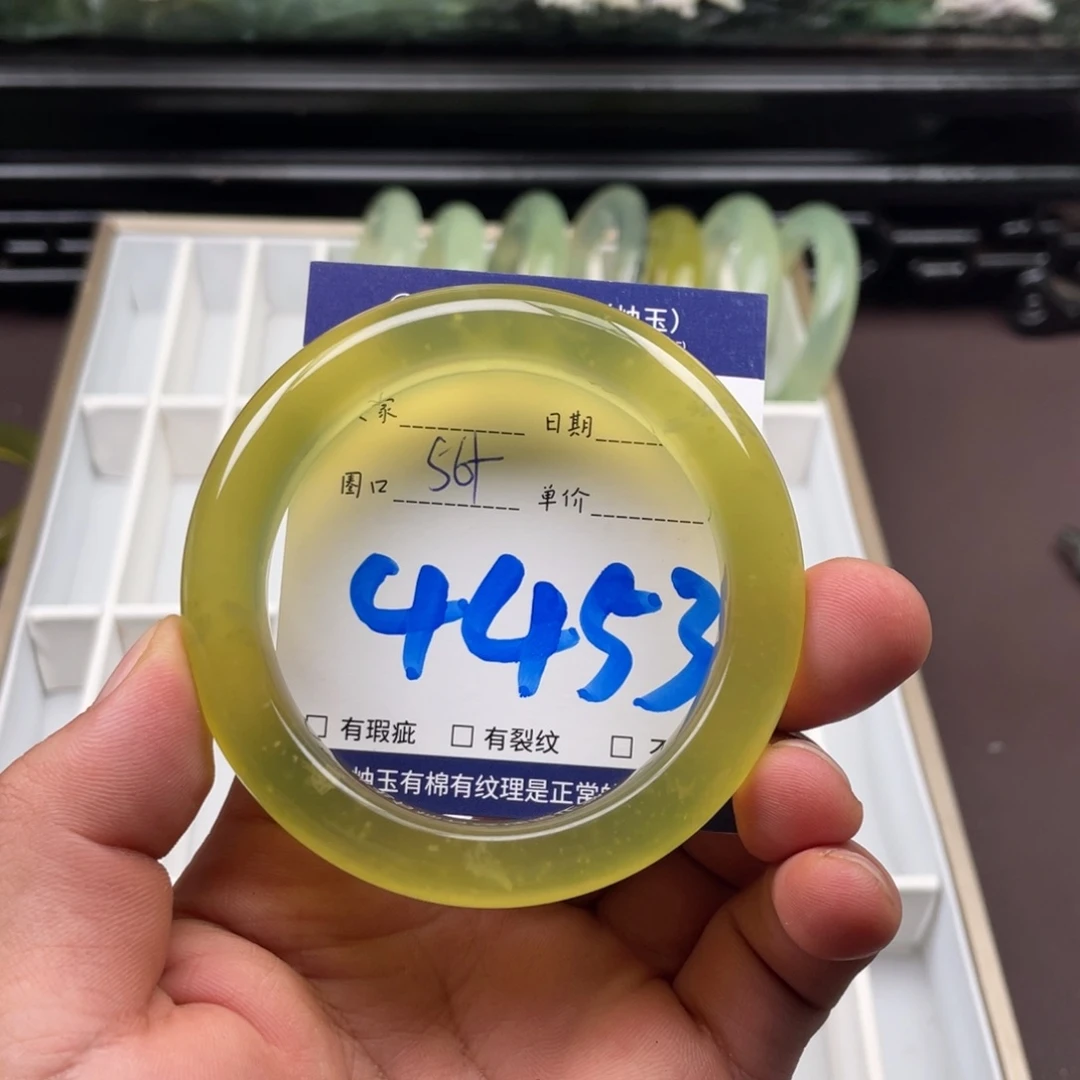 岫玉）
家 日期
圈口 56+ 单价
4453
□ 有瑕疵 □ 有裂纹 □
岫玉有棉有纹理是正常